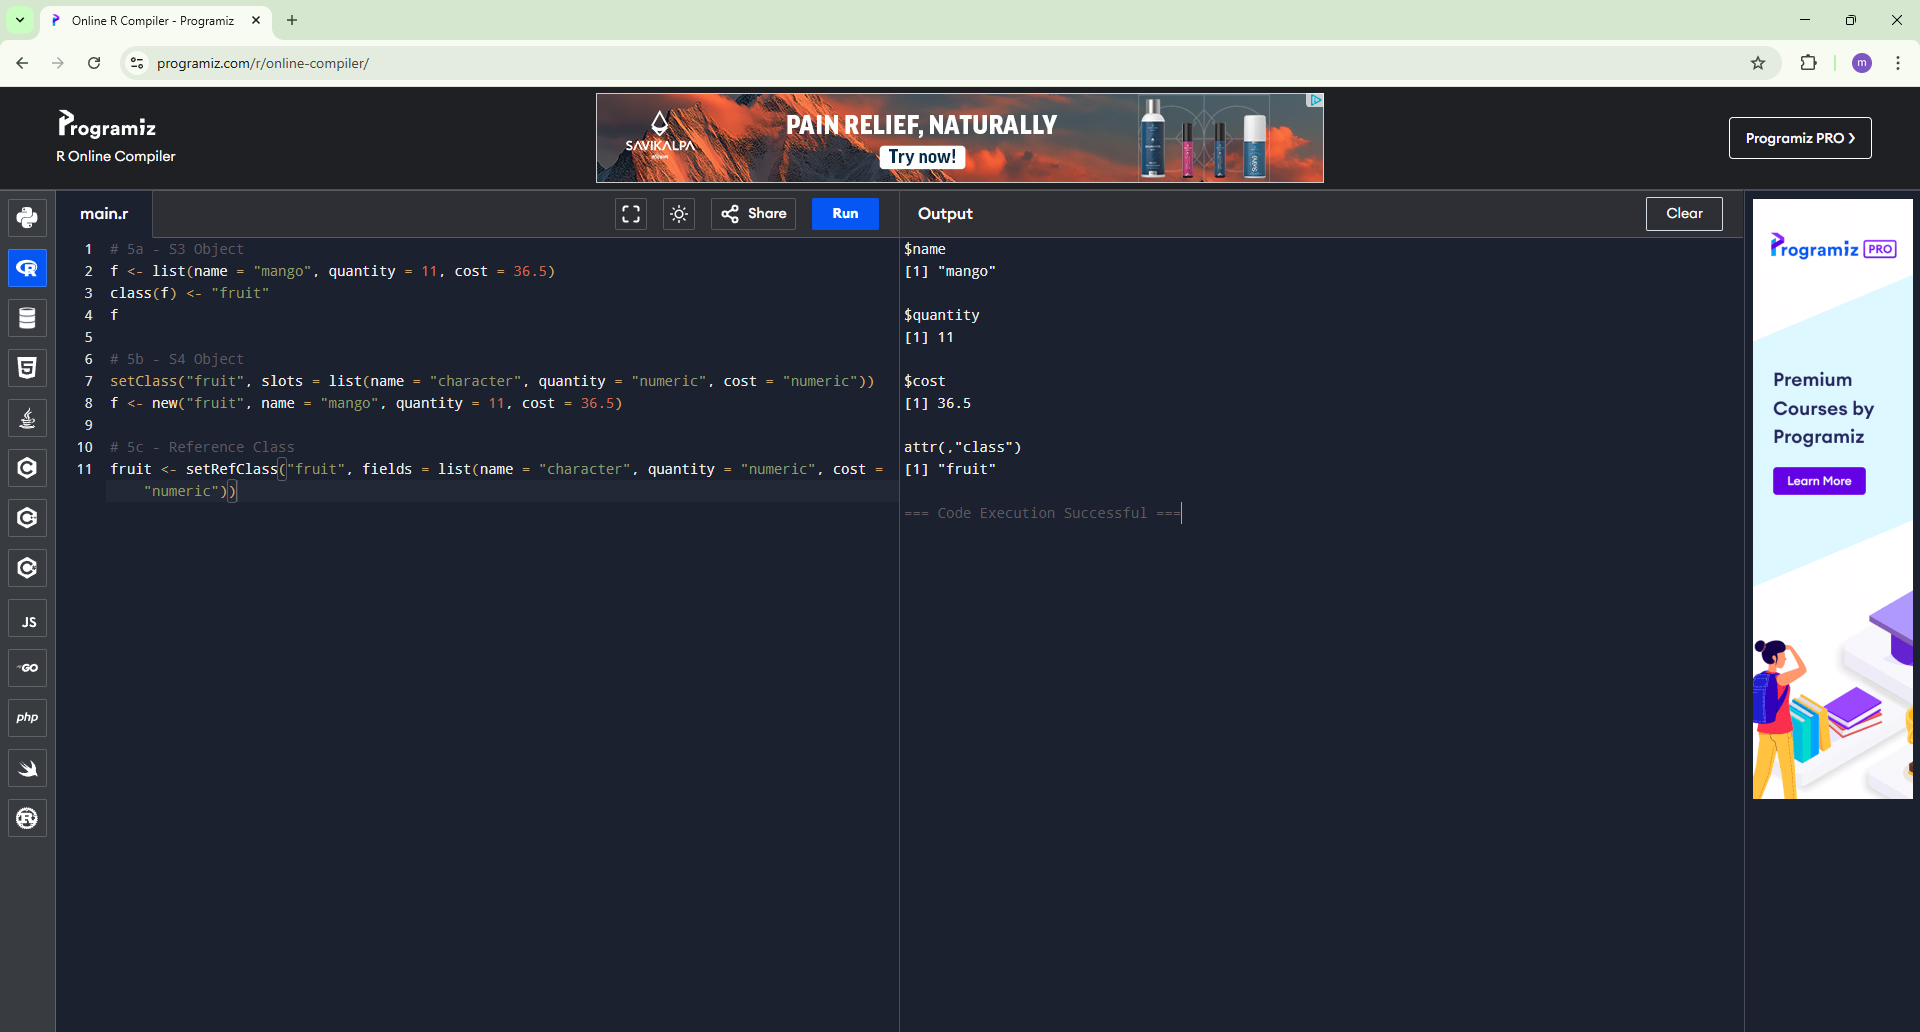 Online R Compiler - Programiz
programiz.com/r/online-compiler/
m
Programiz
R Online Compiler
SAVIKALPA
PAIN RELIEF, NATURALLY
Try now!
Programiz PRO
main.r
Share
Run
Output
Clear
1 # 5a - S3 Object
2 f <- list(name = "mango", quantity = 11, cost = 36.5)
3 class(f) <- "fruit"
4 f
5
6 # 5b - S4 Object
7 setClass("fruit", slots = list(name = "character", quantity = "numeric", cost = "numeric"))
8 f <- new("fruit", name = "mango", quantity = 11, cost = 36.5)
9
10 # 5c - Reference Class
11 fruit <- setRefClass("fruit", fields = list(name = "character", quantity = "numeric", cost =
"numeric"))
$name
[1] "mango"
$quantity
[1] 11
$cost
[1] 36.5
attr(,"class")
[1] "fruit"
=== Code Execution Successful ===
JS
GO
php
Programiz PRO
Premium
Courses by
Programiz
Learn More